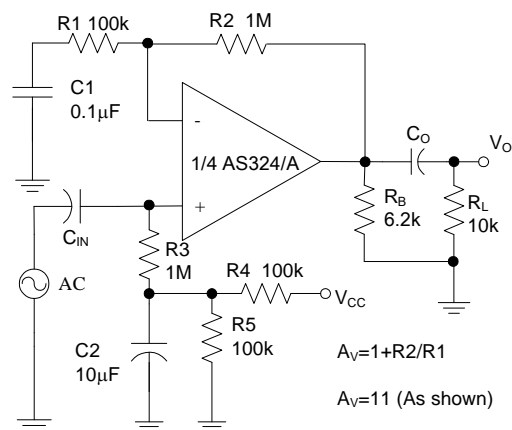 R1 100k
R2 1M
C1
0.1μF
-
1/4 AS324/A
+
CO
VO
RB
6.2k
RL
10k
CIN
R3
1M
AC
R4 100k
VCC
C2
10μF
R5
100k
AV=1+R2/R1
AV=11 (As shown)